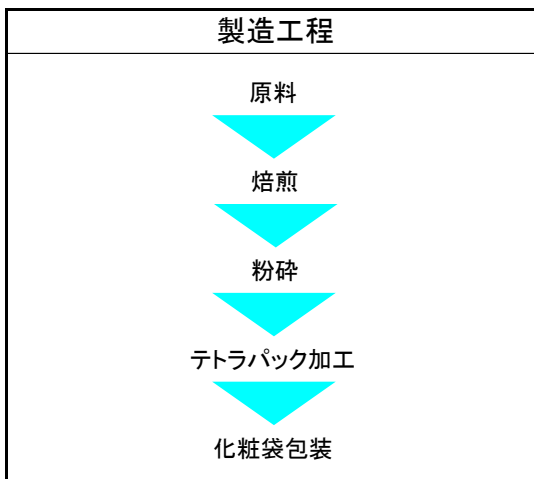 製造工程
原料
焙煎
粉砕
テトラパック加工
化粧袋包装